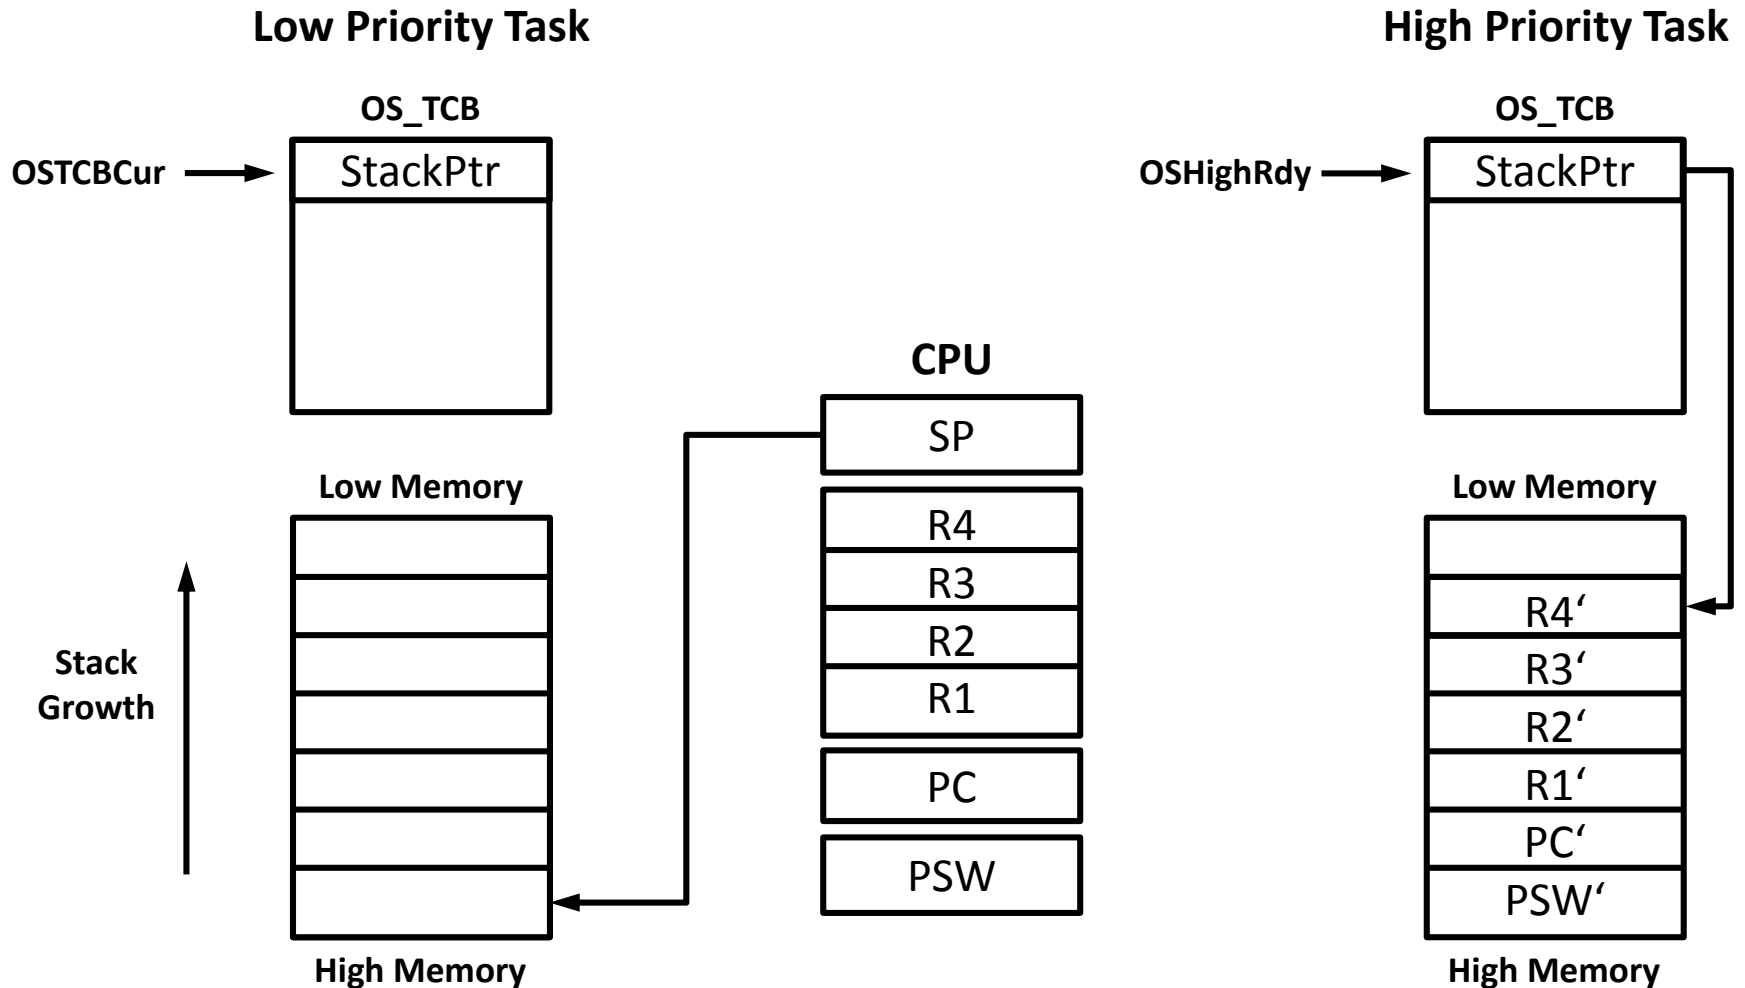 Low Priority Task
High Priority Task
OS_TCB
OS_TCB
OSTCBCur
StackPtr
OSHighRdy
StackPtr
CPU
SP
Low Memory
Low Memory
R4
R3
R2
R1
PC
PSW
Stack
Growth
R4‘
R3‘
R2‘
R1‘
PC‘
PSW‘
High Memory
High Memory